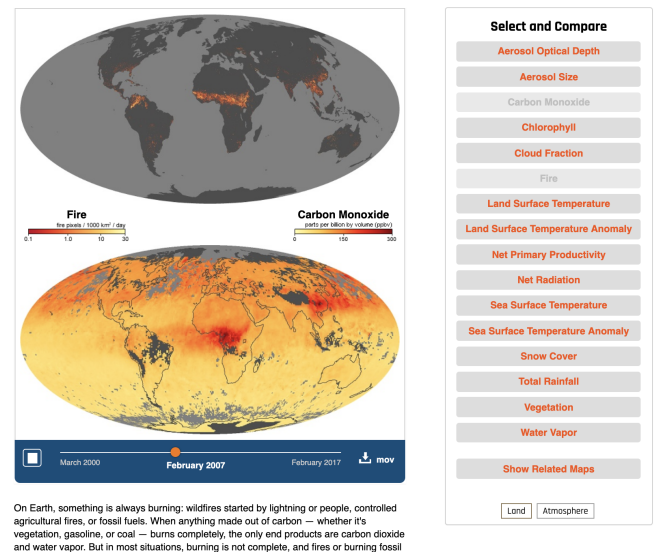 Fire
fire pixels / 1000 km² / day
0.1 1.0 10 30
Carbon Monoxide
parts per billion by volume (ppbv)
0 150 300
March 2000
February 2007
February 2017
mov
On Earth, something is always burning: wildfires started by lightning or people, controlled
agricultural fires, or fossil fuels. When anything made out of carbon — whether it's
vegetation, gasoline, or coal — burns completely, the only end products are carbon dioxide
and water vapor. But in most situations, burning is not complete, and fires or burning fossil
Select and Compare
Aerosol Optical Depth
Aerosol Size
Carbon Monoxide
Chlorophyll
Cloud Fraction
Fire
Land Surface Temperature
Land Surface Temperature Anomaly
Net Primary Productivity
Net Radiation
Sea Surface Temperature
Sea Surface Temperature Anomaly
Snow Cover
Total Rainfall
Vegetation
Water Vapor
Show Related Maps
Land Atmosphere